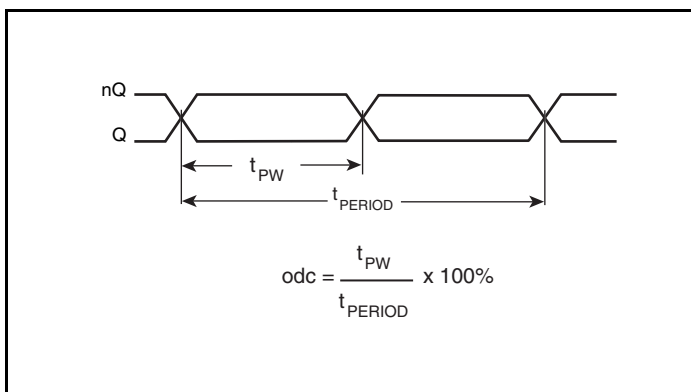 nQ
Q
tPW
tPERIOD
odc = tPW / tPERIOD x 100%